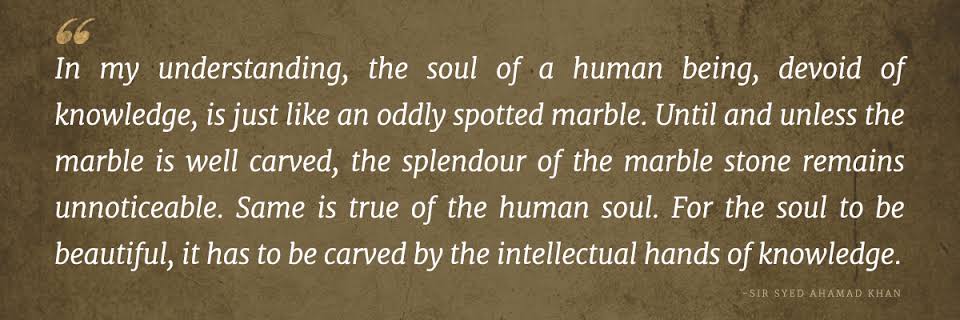 “
In my understanding, the soul of a human being, devoid of
knowledge, is just like an oddly spotted marble. Until and unless the
marble is well carved, the splendour of the marble stone remains
unnoticeable. Same is true of the human soul. For the soul to be
beautiful, it has to be carved by the intellectual hands of knowledge.
~SIR SYED AHAMAD KHAN